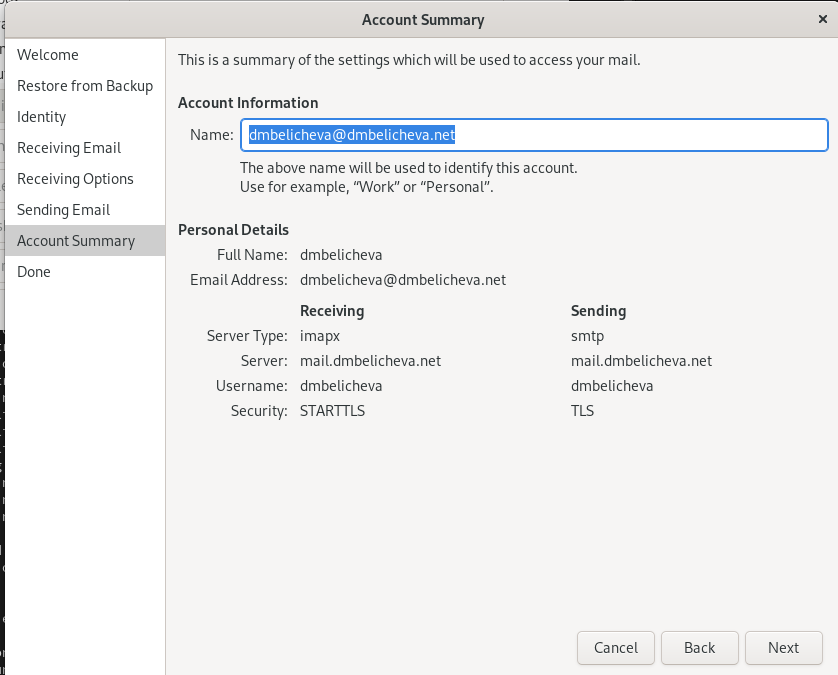 Account Summary
Welcome
Restore from Backup
Identity
Receiving Email
Receiving Options
Sending Email
Account Summary
Done
This is a summary of the settings which will be used to access your mail.
Account Information
Name: dmbelicheva@dmbelicheva.net
The above name will be used to identify this account.
Use for example, “Work” or “Personal”.
Personal Details
Full Name: dmbelicheva
Email Address: dmbelicheva@dmbelicheva.net
Receiving Sending
Server Type: imapx smtp
Server: mail.dmbelicheva.net mail.dmbelicheva.net
Username: dmbelicheva dmbelicheva
Security: STARTTLS TLS
Cancel Back Next